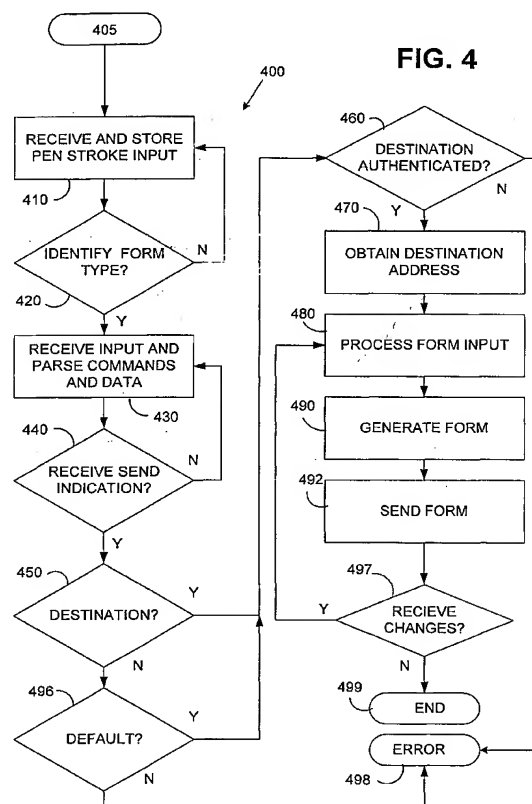 405
FIG. 4
400
RECEIVE AND STORE
PEN STROKE INPUT
410
IDENTIFY FORM
TYPE?
N
420
Y
RECEIVE INPUT AND
PARSE COMMANDS
AND DATA
430
440
RECEIVE SEND
INDICATION?
N
Y
450
DESTINATION?
Y
N
496
DEFAULT?
Y
N
460
DESTINATION
AUTHENTICATED?
Y
N
470
OBTAIN DESTINATION
ADDRESS
480
PROCESS FORM INPUT
490
GENERATE FORM
492
SEND FORM
497
RECIEVE
CHANGES?
Y
N
499
END
ERROR
498